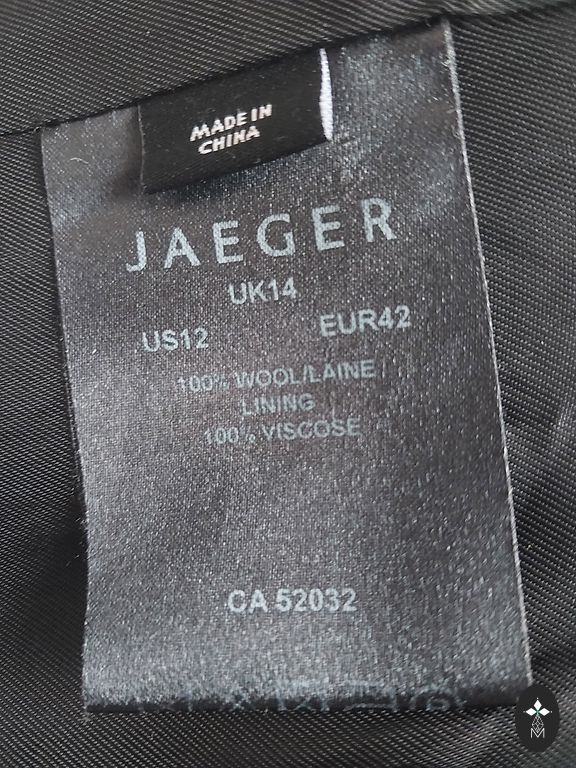 MADE IN
CHINA
JAEGER
UK14
US12 EUR42
100% WOOL/LAINE
LINING
100% VISCOSE
CA 52032
M